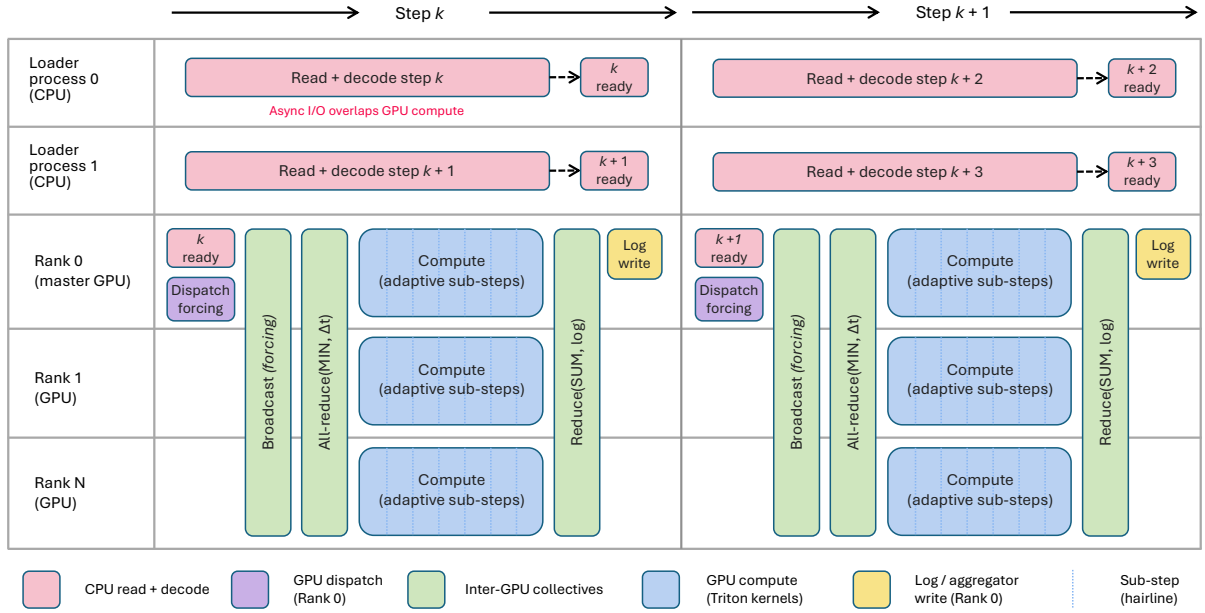 Step k
Step k + 1
Loader
process 0
(CPU)
Read + decode step k
k
ready
Read + decode step k + 2
k + 2
ready
Async I/O overlaps GPU compute
Loader
process 1
(CPU)
Read + decode step k + 1
k + 1
ready
Read + decode step k + 3
k + 3
ready
Rank 0
(master GPU)
k
ready
Dispatch
forcing
Broadcast (forcing)
All-reduce(MIN, Δt)
Compute
(adaptive sub-steps)
Reduce(SUM, log)
Log
write
k+1
ready
Dispatch
forcing
Broadcast (forcing)
All-reduce(MIN, Δt)
Compute
(adaptive sub-steps)
Reduce(SUM, log)
Log
write
Rank 1
(GPU)
Compute
(adaptive sub-steps)
Compute
(adaptive sub-steps)
Rank N
(GPU)
Compute
(adaptive sub-steps)
Compute
(adaptive sub-steps)
CPU read + decode
GPU dispatch
(Rank 0)
Inter-GPU collectives
GPU compute
(Triton kernels)
Log / aggregator
write (Rank 0)
Sub-step
(hairline)